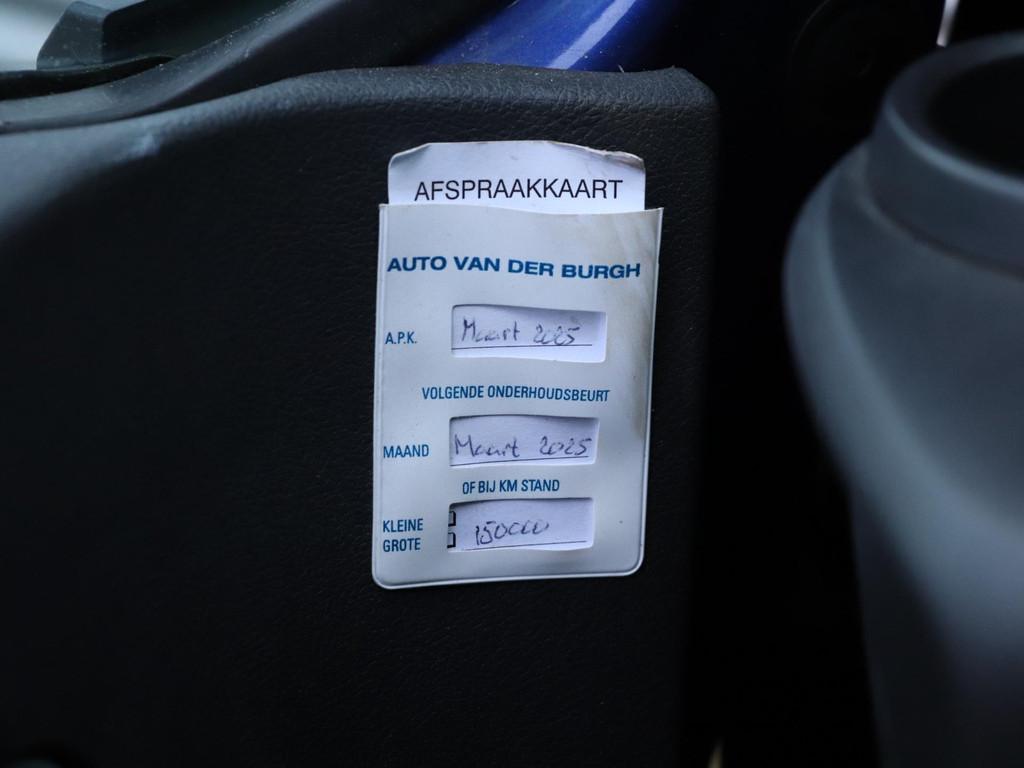 AFSPRAAKKAART
AUTO VAN DER BURGH
A.P.K. Maart 2025
VOLGENDE ONDERHOUDSBEURT
MAAND Maart 2025
OF BIJ KM STAND
KLEINE
GROTE 150000